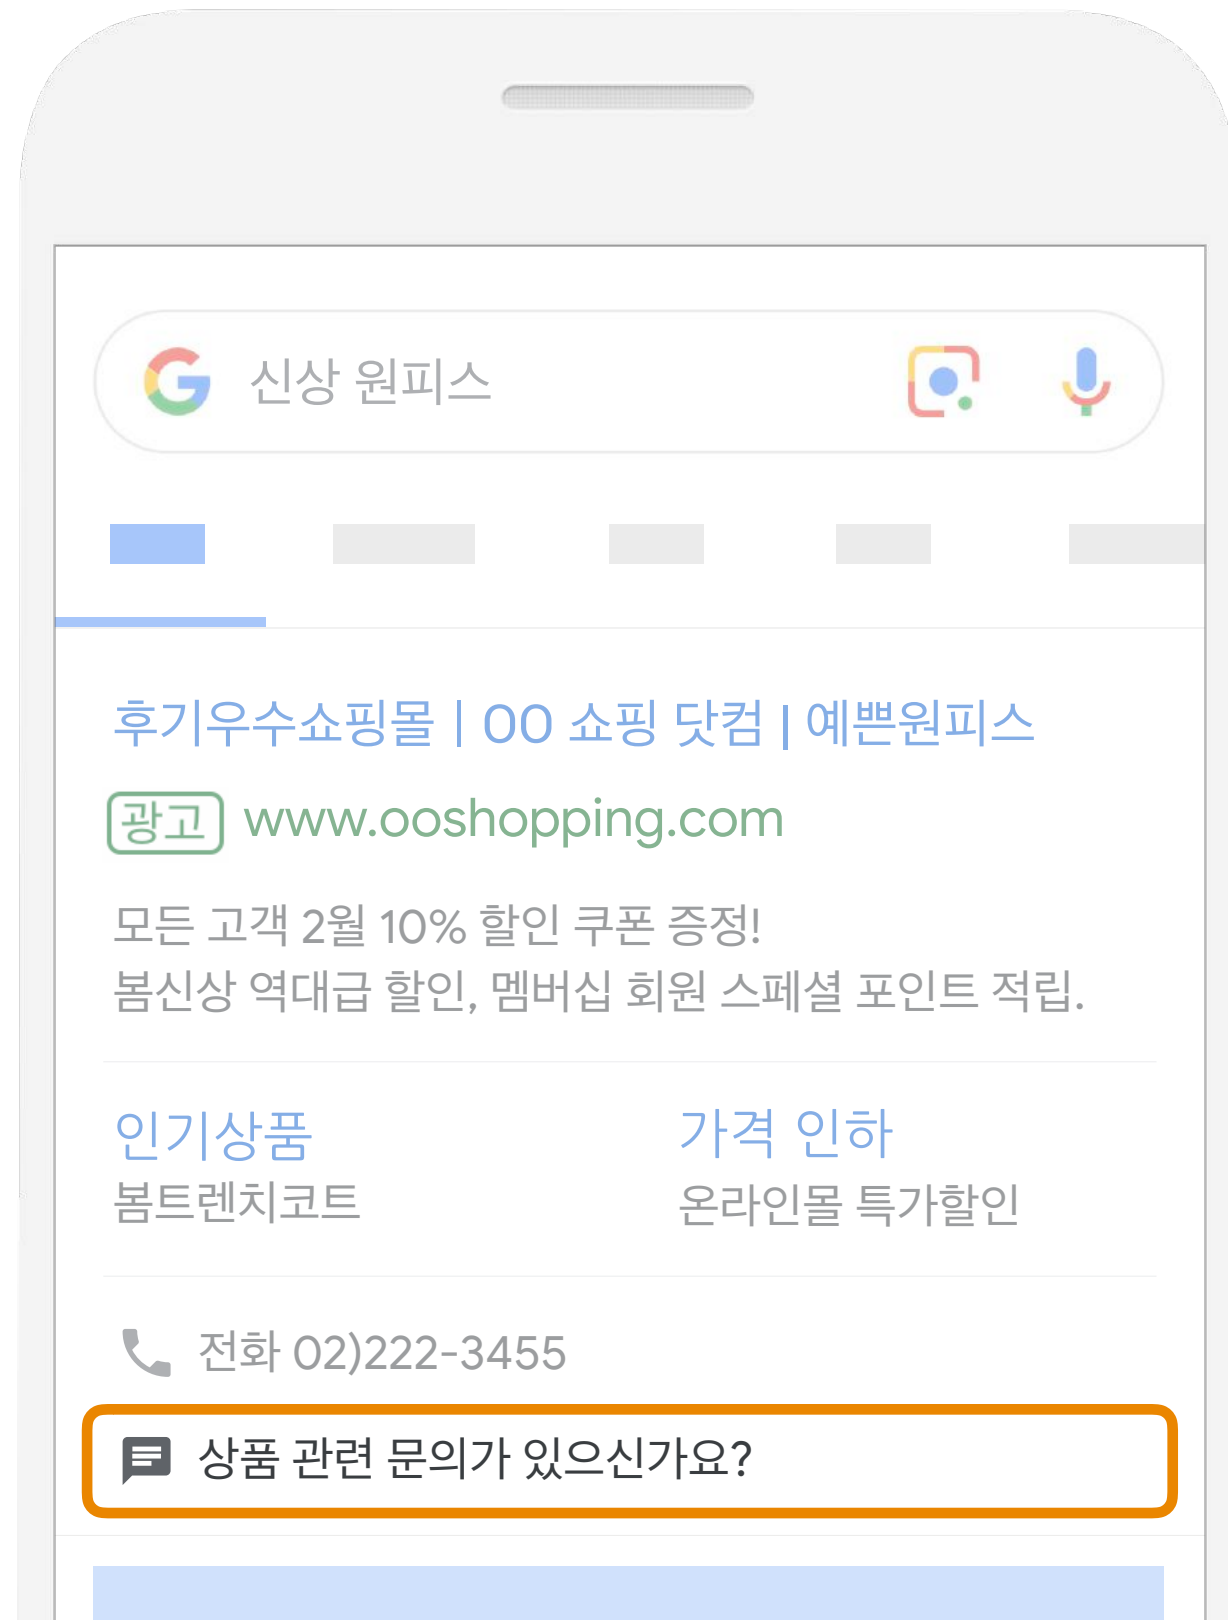 신상 원피스
후기우수쇼핑몰 | OO 쇼핑 닷컴 | 예쁜원피스
광고 www.ooshopping.com
모든 고객 2월 10% 할인 쿠폰 증정!
봄신상 역대급 할인, 멤버십 회원 스페셜 포인트 적립.
인기상품 가격 인하
봄트렌치코트 온라인몰 특가할인
전화 02)222-3455
상품 관련 문의가 있으신가요?